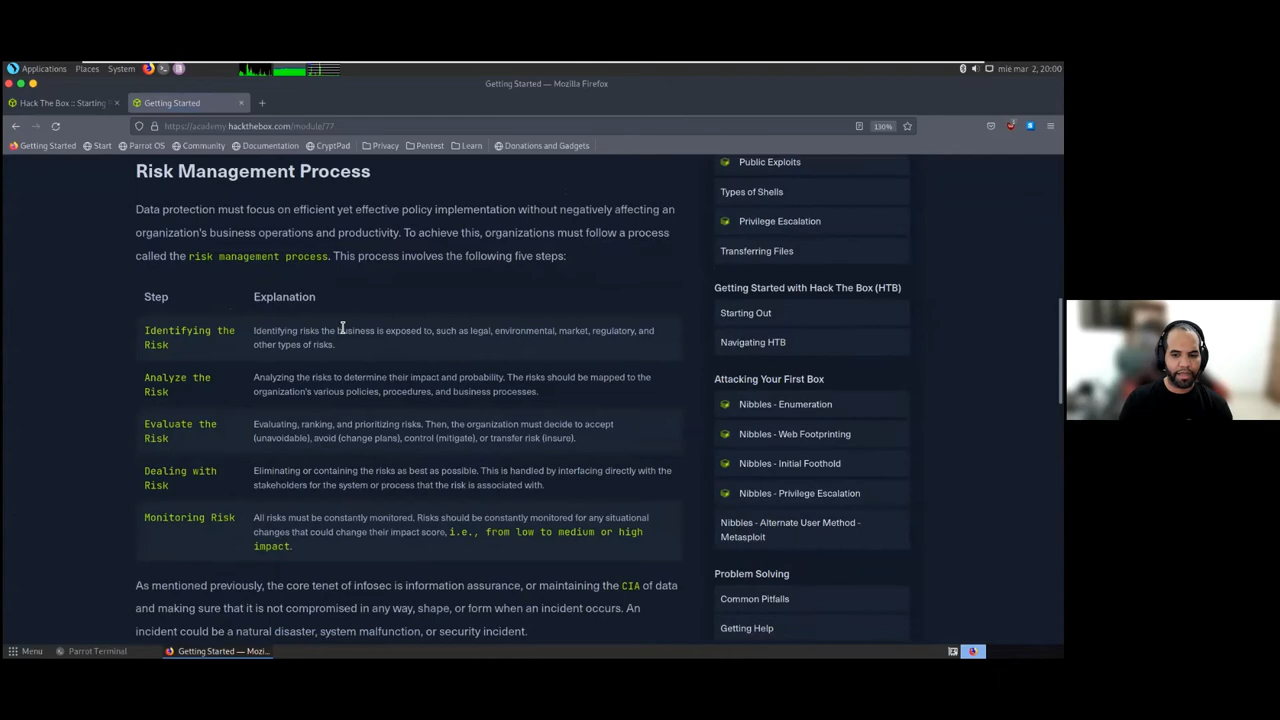 Applications Places System
mié mar 2, 20:00
Getting Started — Mozilla Firefox
Hack The Box :: Starting
Getting Started
https://academy.hackthebox.com/module/77
130%
Getting Started Start Parrot OS Community Documentation CryptPad Privacy Pentest Learn Donations and Gadgets
Risk Management Process
Data protection must focus on efficient yet effective policy implementation without negatively affecting an
organization's business operations and productivity. To achieve this, organizations must follow a process
called the risk management process. This process involves the following five steps:
Step Explanation
Identifying the
Risk
Identifying risks the business is exposed to, such as legal, environmental, market, regulatory, and
other types of risks.
Analyze the
Risk
Analyzing the risks to determine their impact and probability. The risks should be mapped to the
organization's various policies, procedures, and business processes.
Evaluate the
Risk
Evaluating, ranking, and prioritizing risks. Then, the organization must decide to accept
(unavoidable), avoid (change plans), control (mitigate), or transfer risk (insure).
Dealing with
Risk
Eliminating or containing the risks as best as possible. This is handled by interfacing directly with the
stakeholders for the system or process that the risk is associated with.
Monitoring Risk
All risks must be constantly monitored. Risks should be constantly monitored for any situational
changes that could change their impact score, i.e., from low to medium or high
impact.
As mentioned previously, the core tenet of infosec is information assurance, or maintaining the CIA of data
and making sure that it is not compromised in any way, shape, or form when an incident occurs. An
incident could be a natural disaster, system malfunction, or security incident.
Public Exploits
Types of Shells
Privilege Escalation
Transferring Files
Getting Started with Hack The Box (HTB)
Starting Out
Navigating HTB
Attacking Your First Box
Nibbles - Enumeration
Nibbles - Web Footprinting
Nibbles - Initial Foothold
Nibbles - Privilege Escalation
Nibbles - Alternate User Method -
Metasploit
Problem Solving
Common Pitfalls
Getting Help
Menu
Parrot Terminal
Getting Started — Mozi...